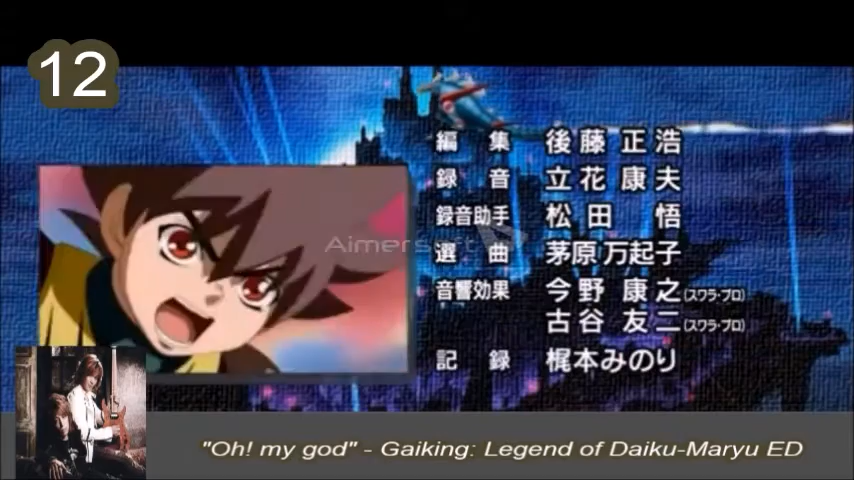 12
編集 後藤正浩
録音 立花康夫
録音助手 松田悟
選曲 茅原万起子
音響効果 今野康之(スワラ・プロ)
古谷友二(スワラ・プロ)
記録 梶本みのり
Aimersoft
"Oh! my god" - Gaiking: Legend of Daiku-Maryu ED